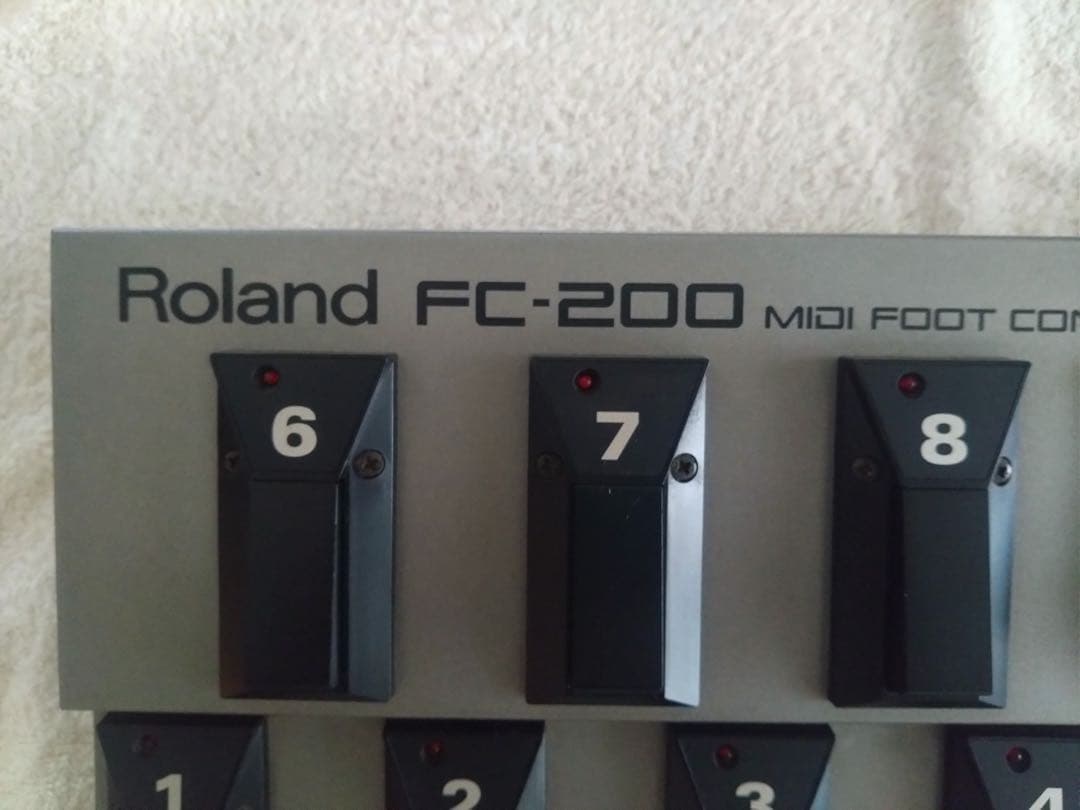 Roland FC-200 MIDI FOOT CON
6 7 8
1 2 3 4